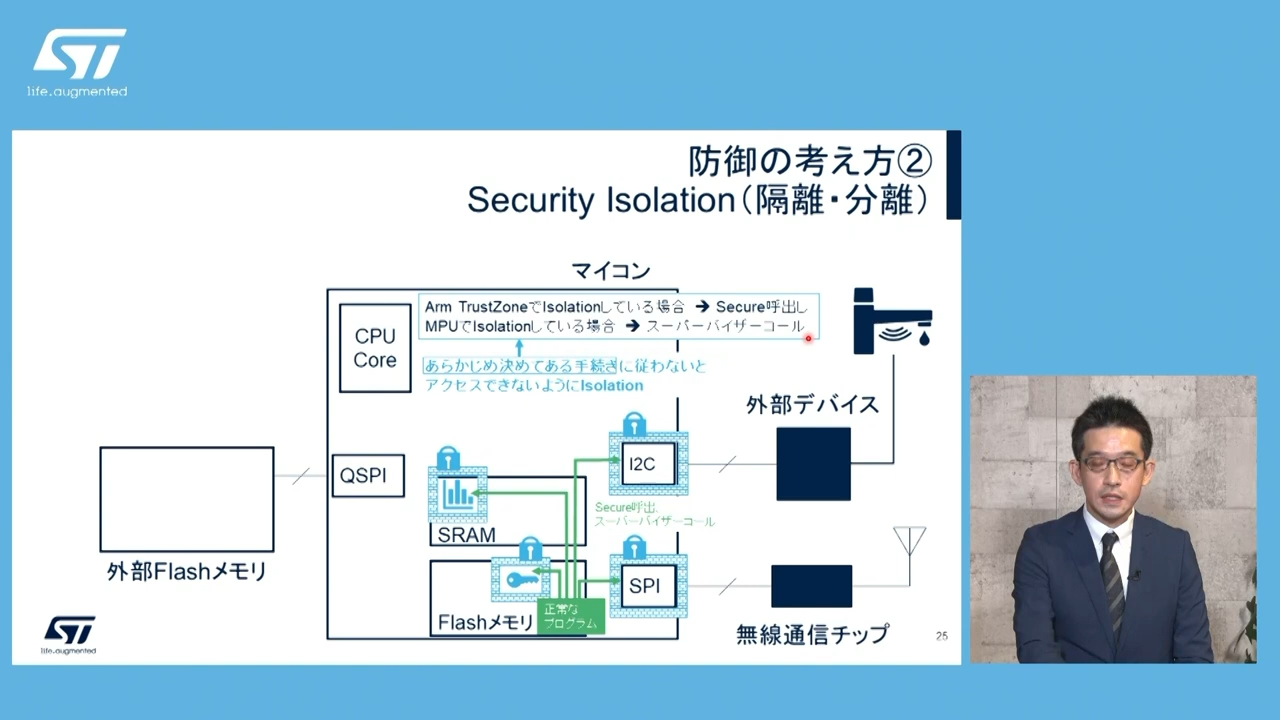 ST
life.augmented
防御の考え方②
Security Isolation（隔離・分離）
マイコン
CPU
Core
Arm TrustZoneでIsolationしている場合 ➔ Secure呼出し
MPUでIsolationしている場合 ➔ スーパーバイザーコール
あらかじめ決めてある手続きに従わないと
アクセスできないようにIsolation
外部デバイス
QSPI
I2C
SRAM
Secure呼出、
スーパーバイザーコール
外部Flashメモリ
SPI
Flashメモリ
正常な
プログラム
無線通信チップ
ST
life.augmented
25